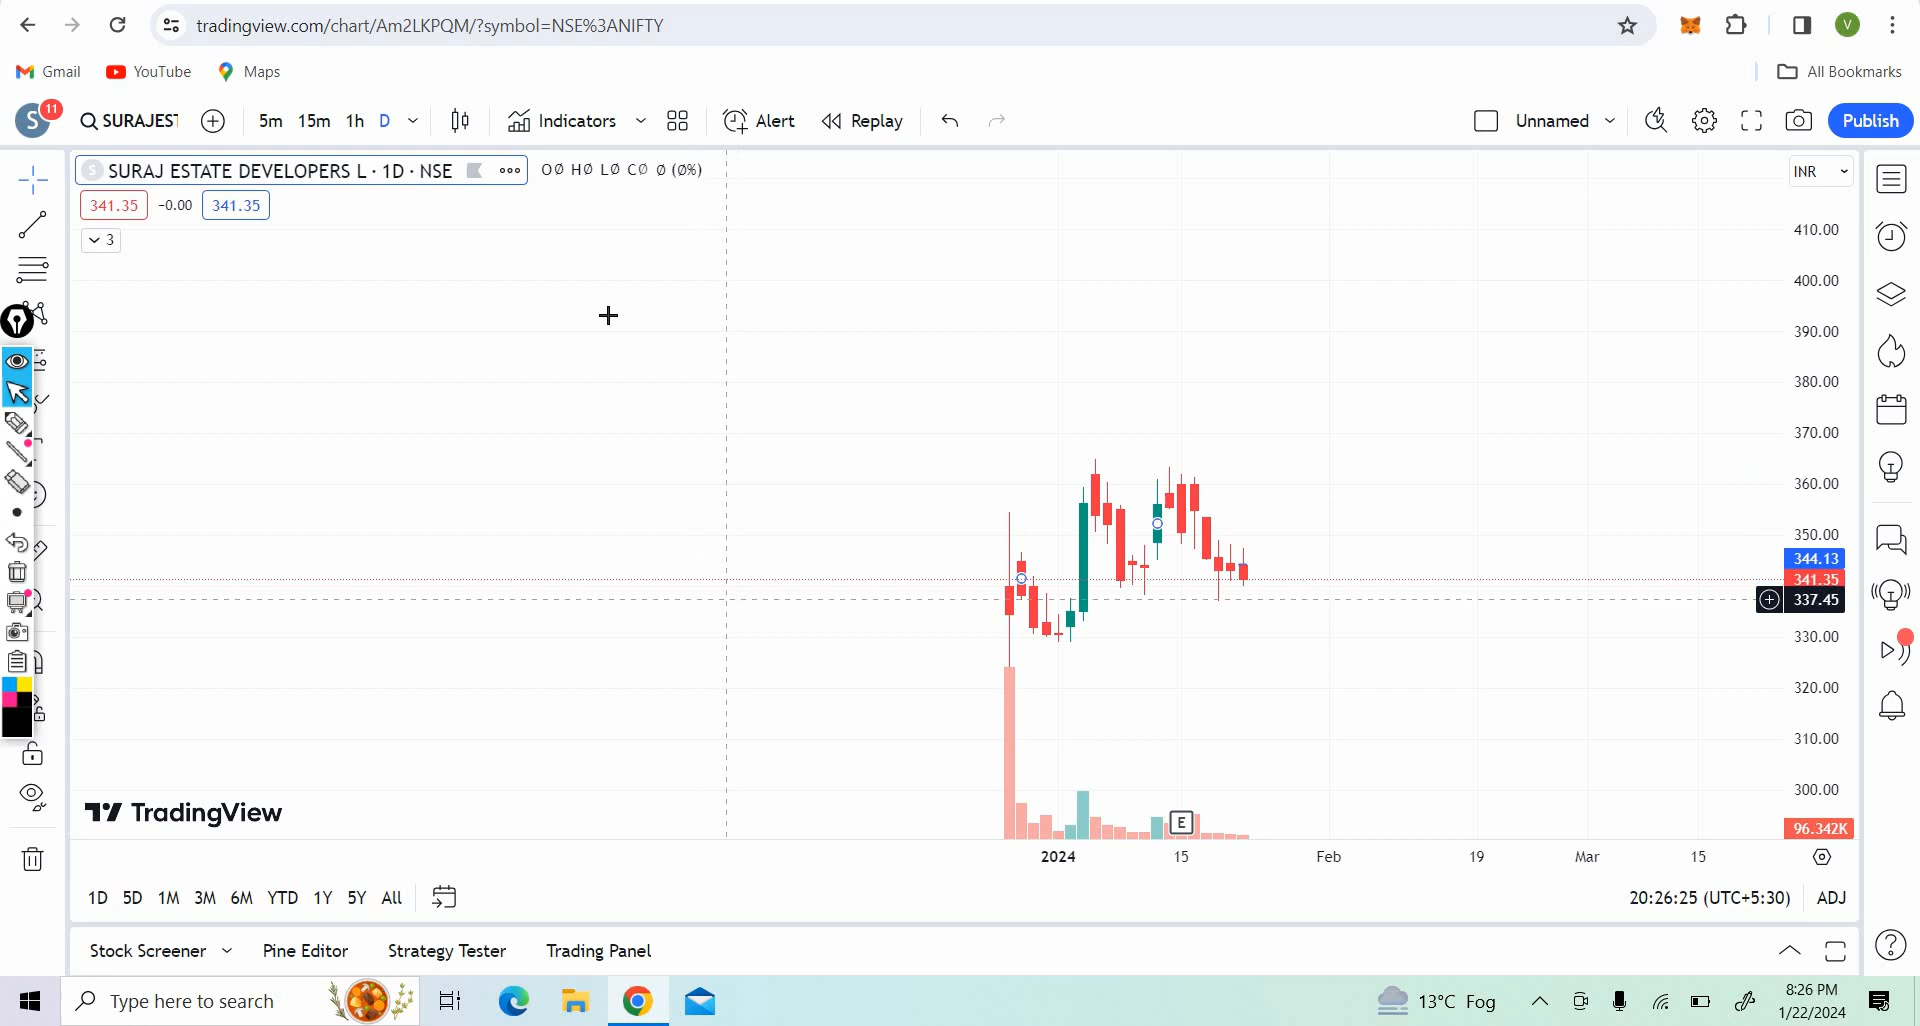 tradingview.com/chart/Am2LKPQM/?symbol=NSE%3ANIFTY
V
Gmail YouTube Maps
All Bookmarks
S 11 SURAJEST 5m 15m 1h D Indicators Alert Replay Unnamed Publish
S SURAJ ESTATE DEVELOPERS L · 1D · NSE O∅ H∅ L∅ C∅ ∅ (∅%)
INR
341.35 −0.00 341.35
3
410.00
400.00
390.00
380.00
370.00
360.00
350.00
344.13
341.35
337.45
330.00
320.00
310.00
300.00
TradingView
E
96.342K
2024 15 Feb 19 Mar 15
1D 5D 1M 3M 6M YTD 1Y 5Y All
20:26:25 (UTC+5:30) ADJ
Stock Screener Pine Editor Strategy Tester Trading Panel
Type here to search
13°C Fog
8:26 PM
1/22/2024